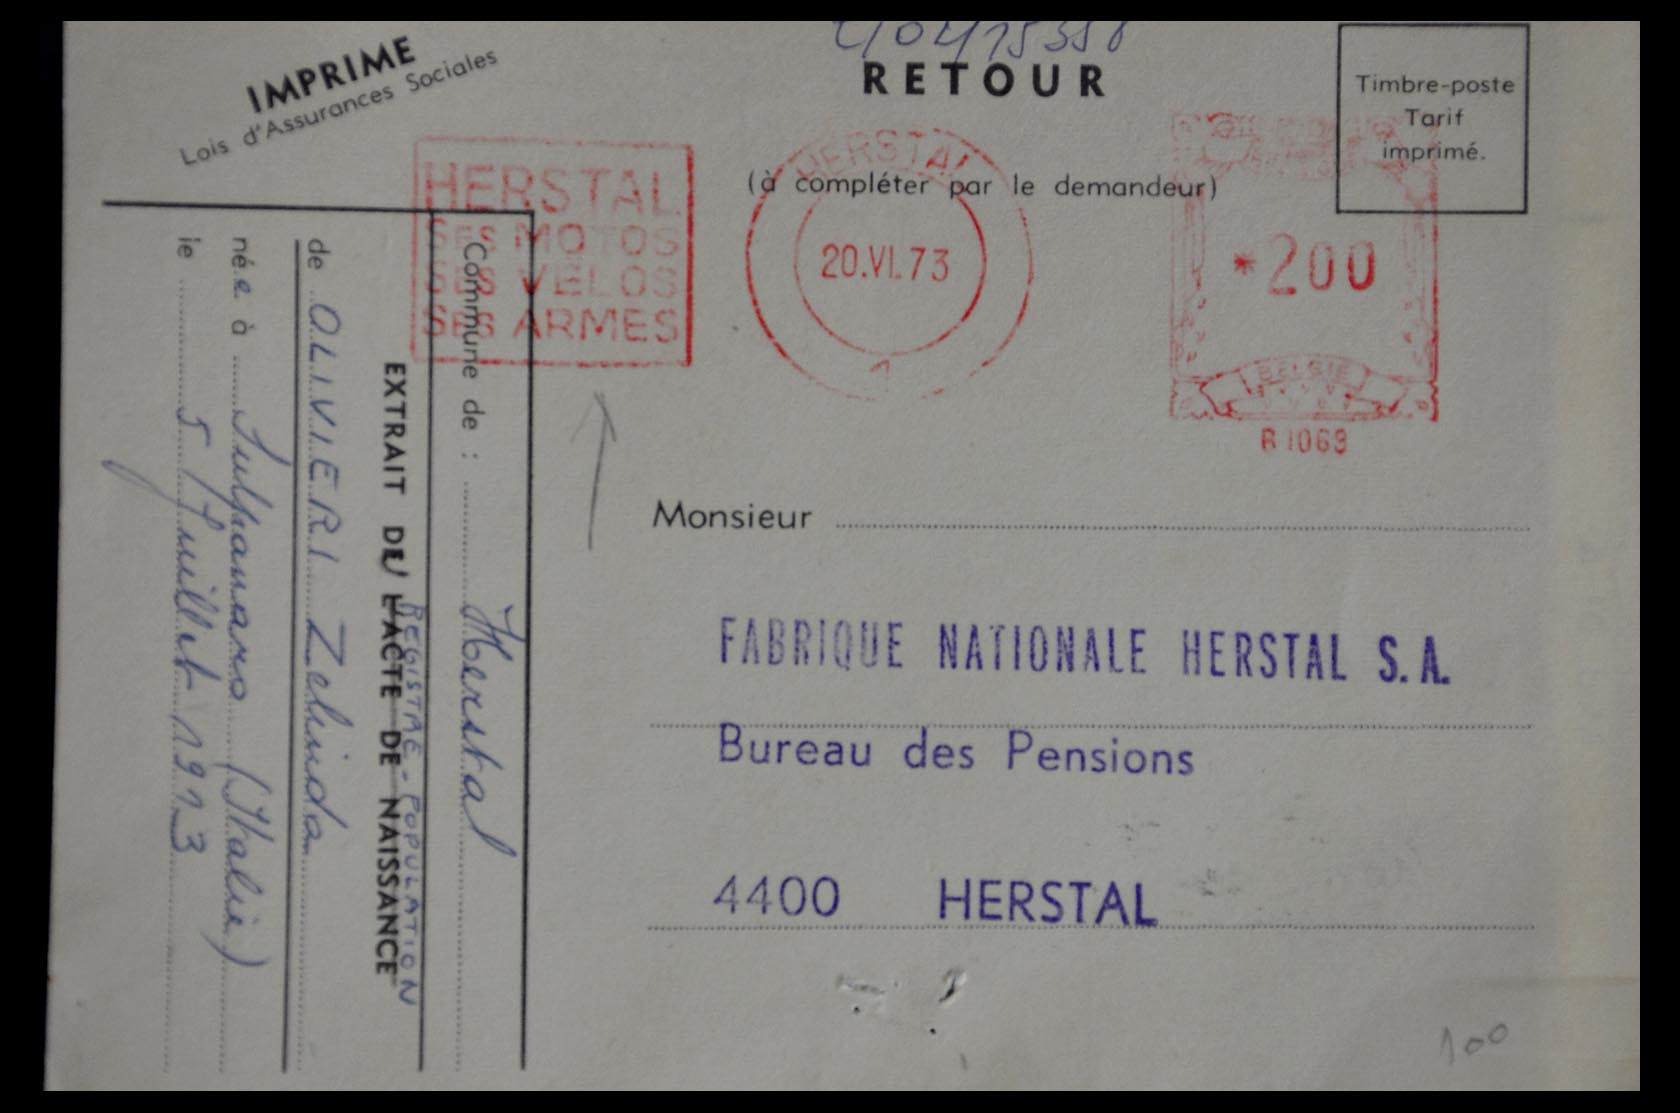 IMPRIME
Lois d'Assurances Sociales
RETOUR
(à compléter par le demandeur)
Timbre-poste
Tarif
imprimé.
HERSTAL
SES MOTOS
SES VELOS
SES ARMES
HERSTAL
20.VI.73
*200
BELGIE
B 1069
Monsieur
FABRIQUE NATIONALE HERSTAL S.A.
Bureau des Pensions
4400 HERSTAL
100
Commune de : Herstal
REGISTRE - POPULATION
EXTRAIT DEU L'ACTE DE NAISSANCE
de OLIVIERI Zelinda
née à (Italie)
le 5 Juillet 1923